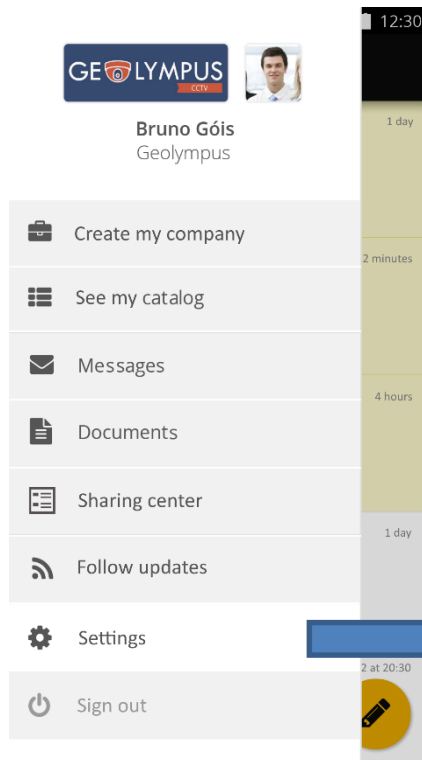 12:30
GEOLYMPUS
CCTV
Bruno Góis
Geolympus
1 day
Create my company
2 minutes
See my catalog
Messages
4 hours
Documents
Sharing center
1 day
Follow updates
Settings
2 at 20:30
Sign out